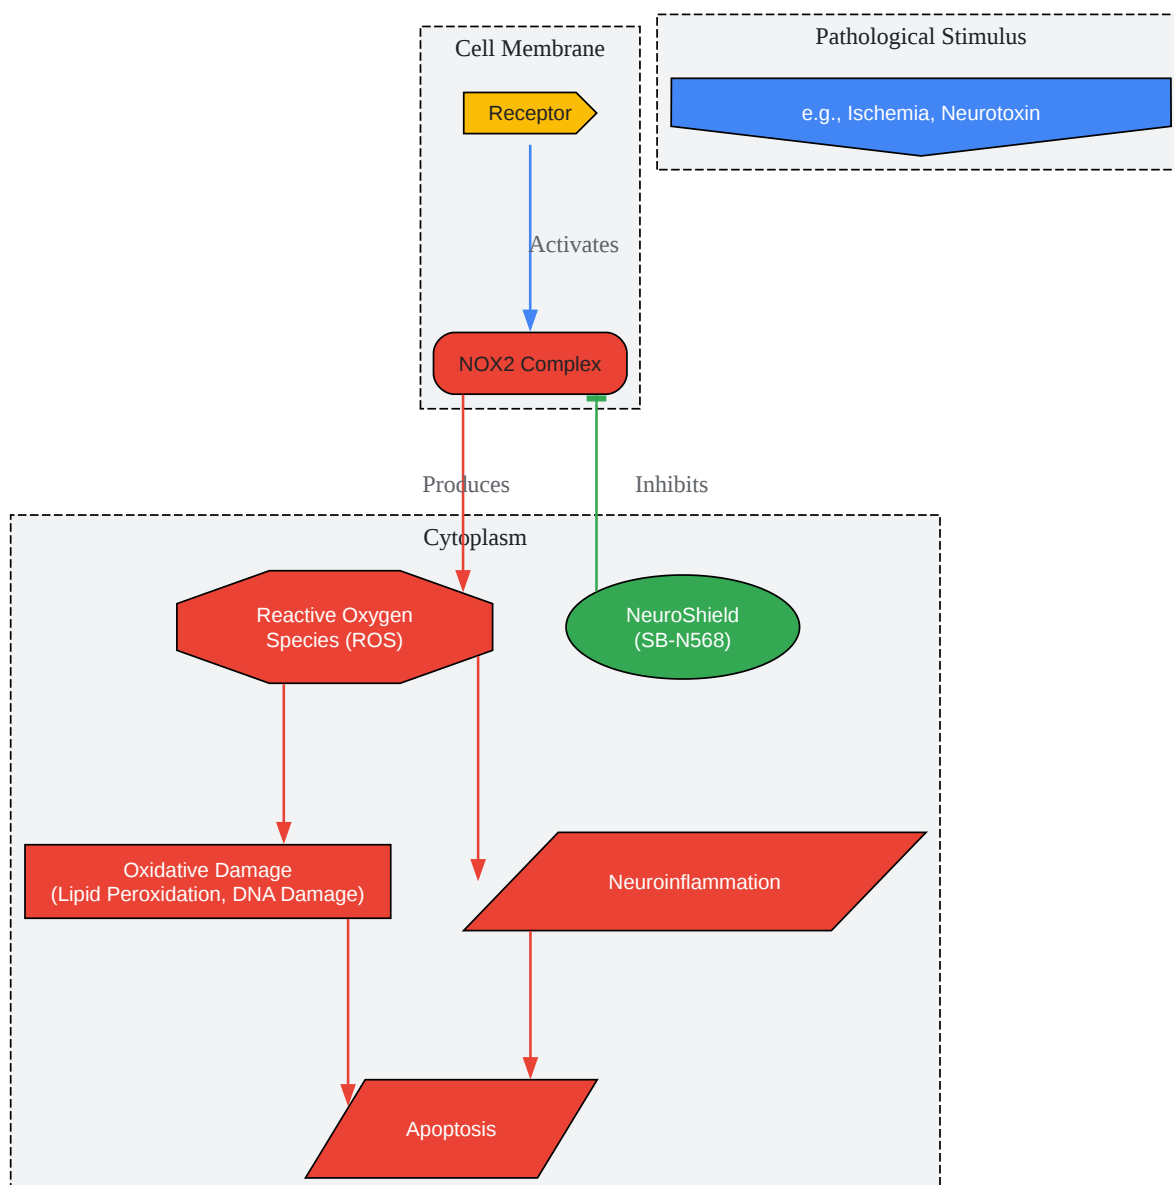 Cell Membrane
Pathological Stimulus
Receptor
e.g., Ischemia, Neurotoxin
Activates
NOX2 Complex
Produces
Inhibits
Cytoplasm
Reactive Oxygen
Species (ROS)
NeuroShield
(SB-N568)
Oxidative Damage
(Lipid Peroxidation, DNA Damage)
Neuroinflammation
Apoptosis